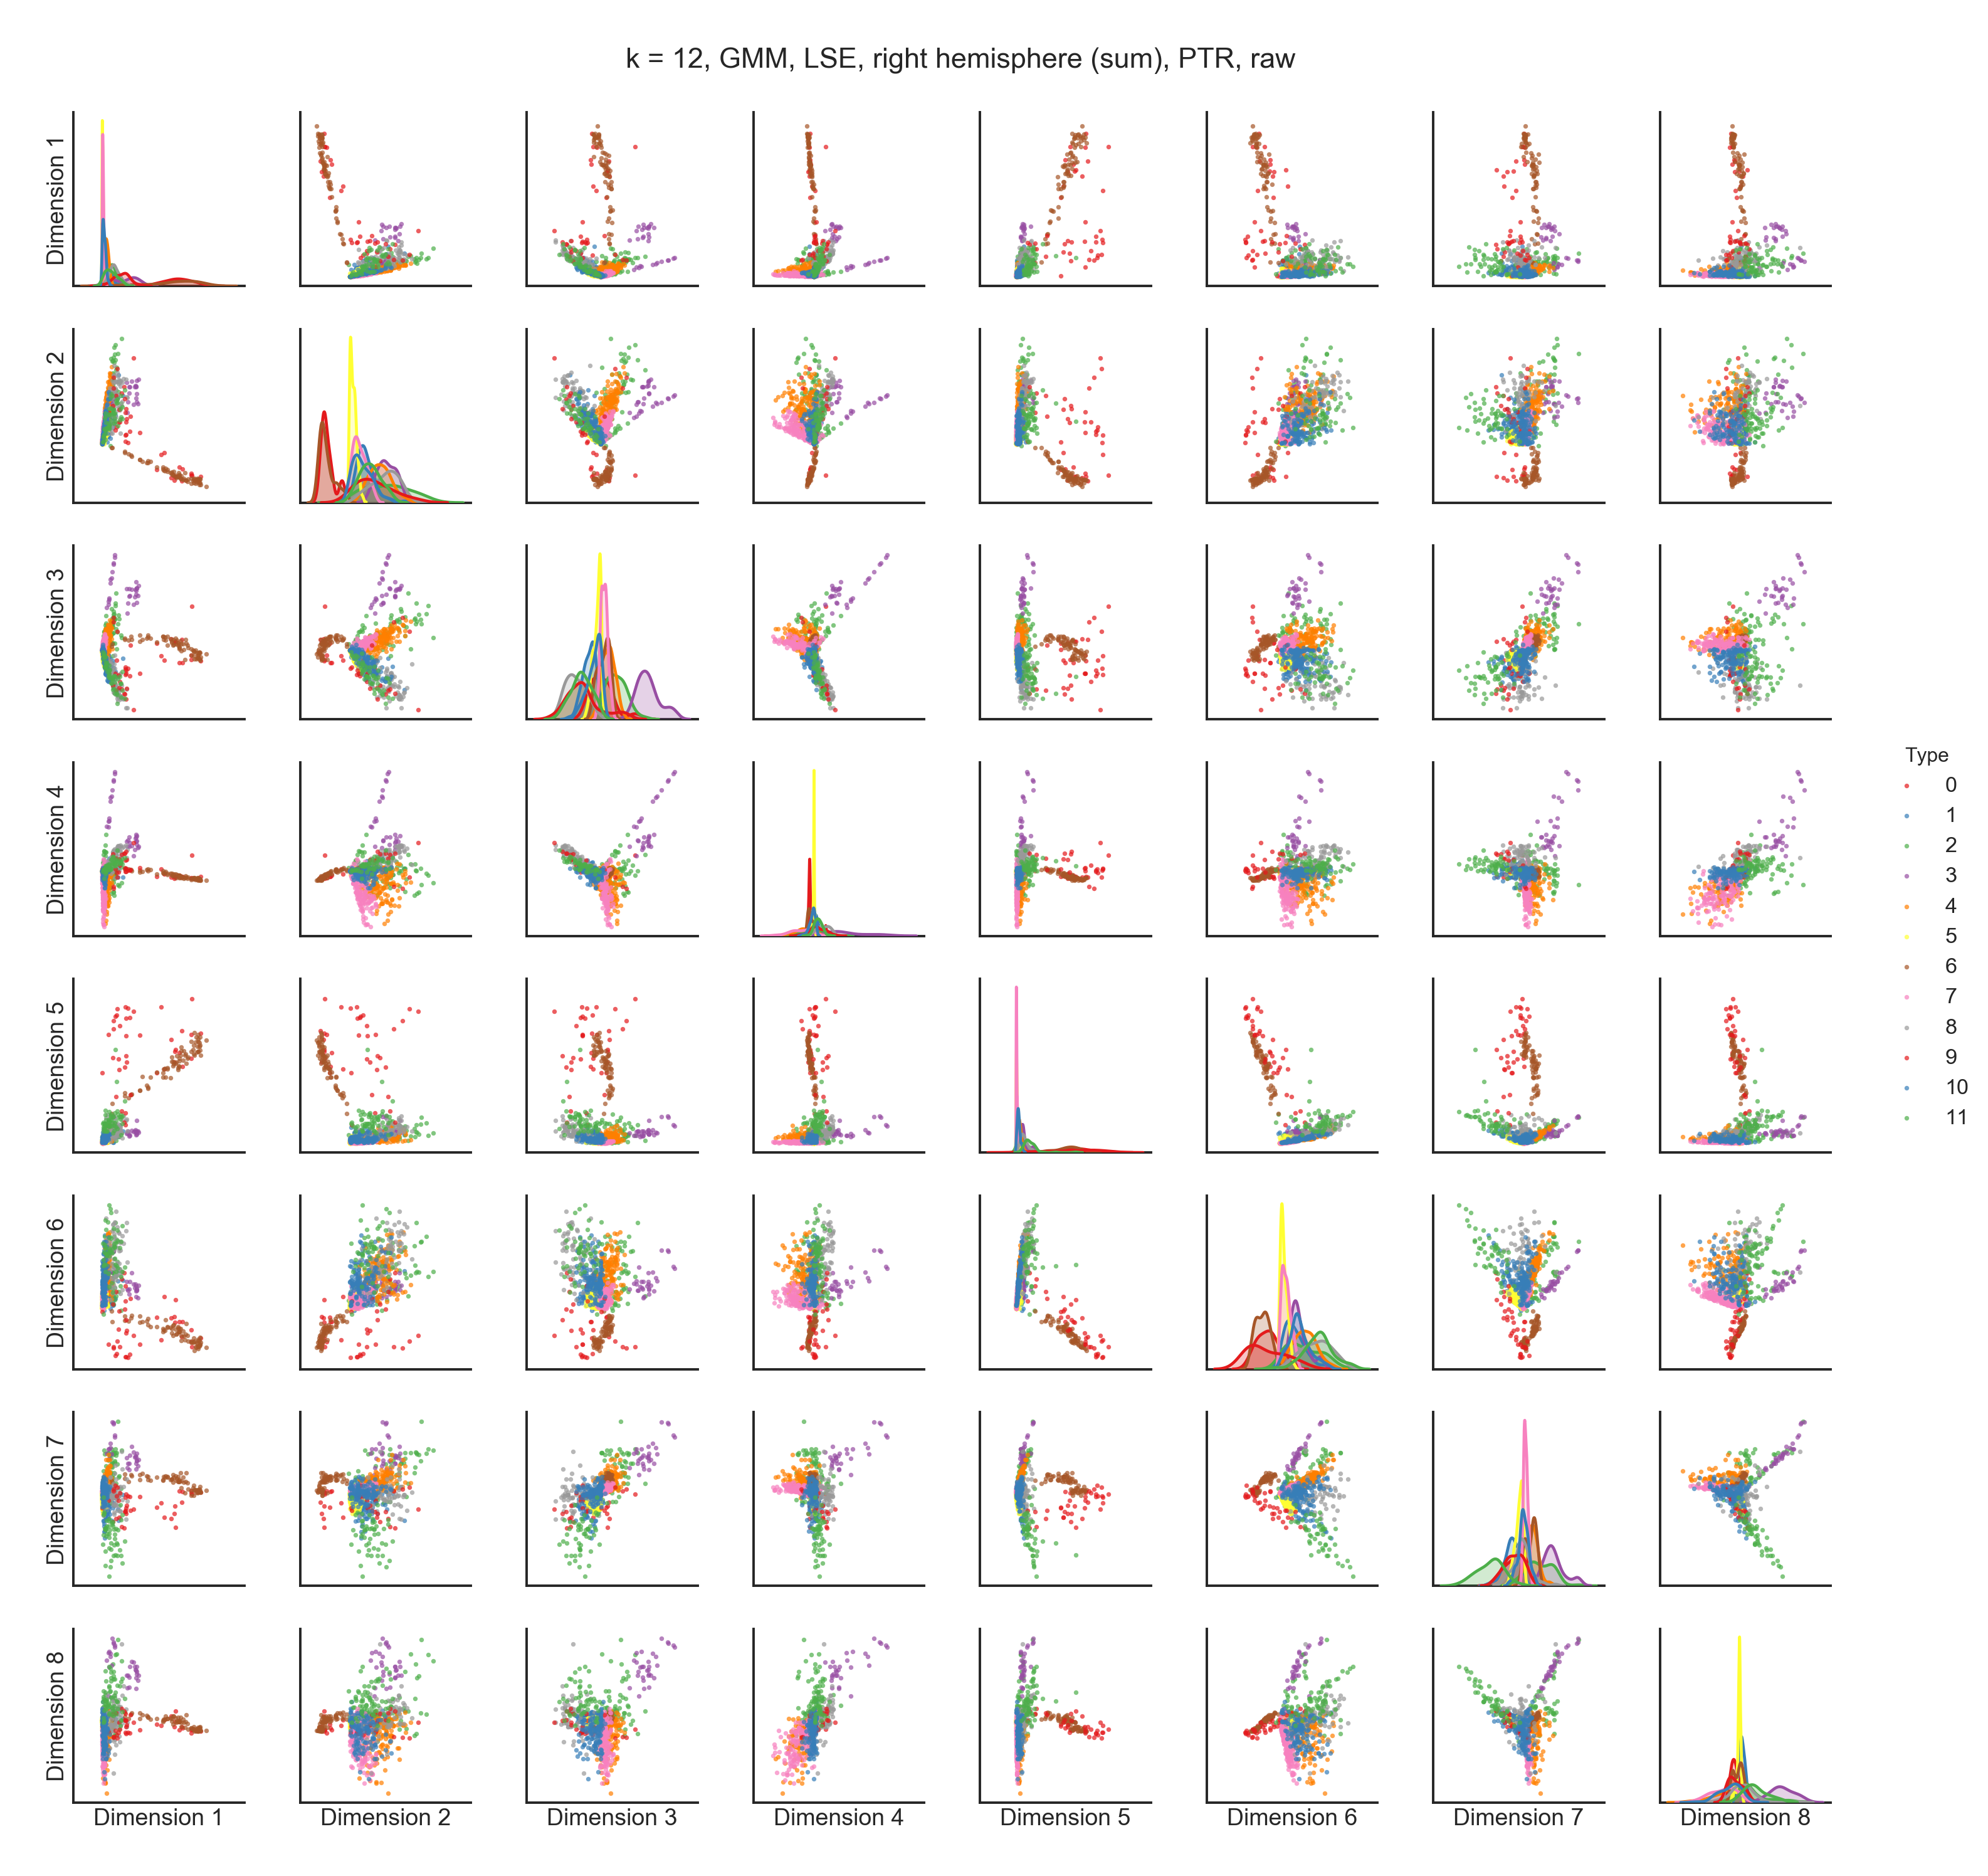 k = 12, GMM, LSE, right hemisphere (sum), PTR, raw
Dimension 1
Dimension 2
Dimension 3
Dimension 4
Dimension 5
Dimension 6
Dimension 7
Dimension 8
Type
0
1
2
3
4
5
6
7
8
9
10
11
Dimension 1
Dimension 2
Dimension 3
Dimension 4
Dimension 5
Dimension 6
Dimension 7
Dimension 8